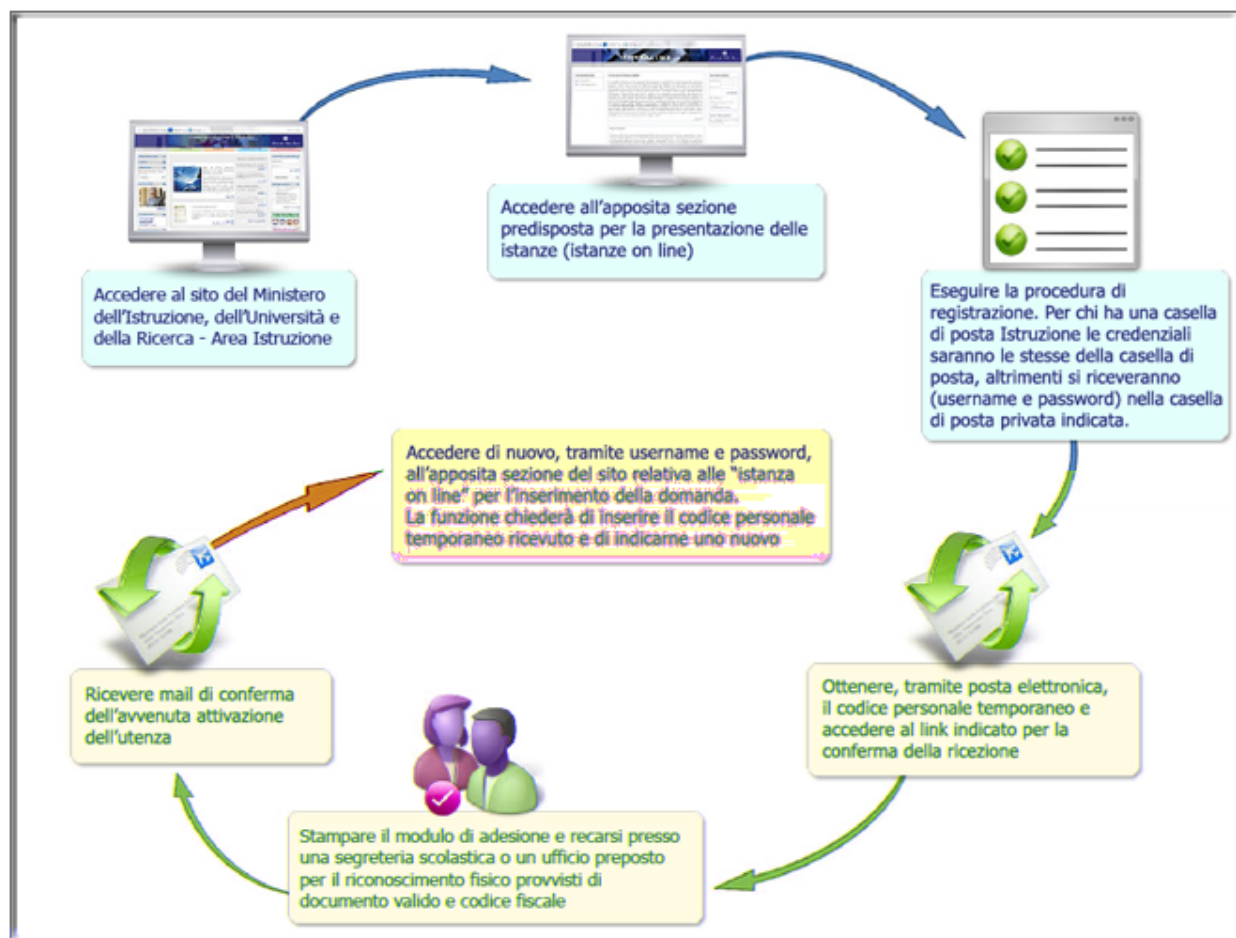 Accedere al sito del Ministero
dell'Istruzione, dell'Università e
della Ricerca - Area Istruzione
Accedere all'apposita sezione
predisposta per la presentazione delle
istanze (istanze on line)
Eseguire la procedura di
registrazione. Per chi ha una casella
di posta Istruzione le credenziali
saranno le stesse della casella di
posta, altrimenti si riceveranno
(username e password) nella casella
di posta privata indicata.
Ottenere, tramite posta elettronica,
il codice personale temporaneo e
accedere al link indicato per la
conferma della ricezione
Stampare il modulo di adesione e recarsi presso
una segreteria scolastica o un ufficio preposto
per il riconoscimento fisico provvisti di
documento valido e codice fiscale
Ricevere mail di conferma
dell'avvenuta attivazione
dell'utenza
Accedere di nuovo, tramite username e password,
all'apposita sezione del sito relativa alle "istanza
on line" per l'inserimento della domanda.
La funzione chiederà di inserire il codice personale
temporaneo ricevuto e di indicarne uno nuovo